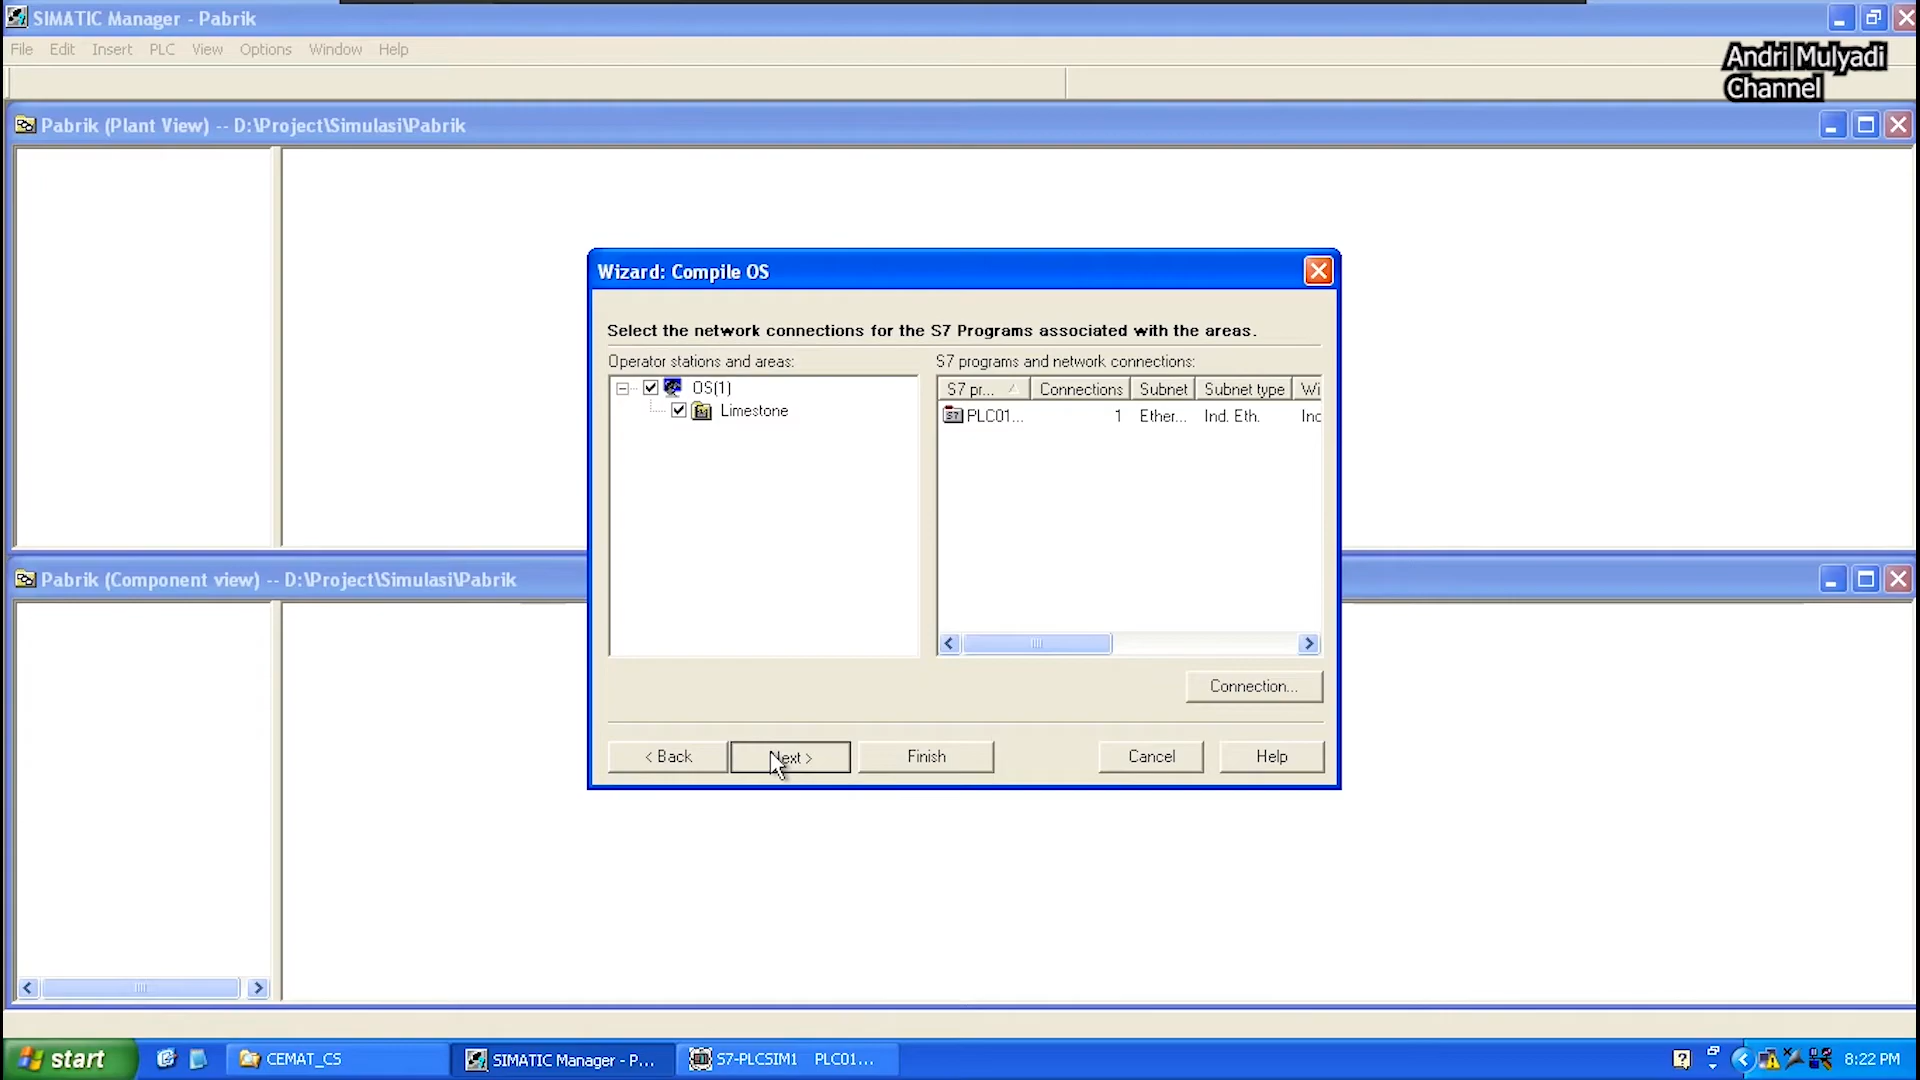 SIMATIC Manager - Pabrik
File Edit Insert PLC View Options Window Help
Andri Mulyadi
Channel
Pabrik (Plant View) -- D:\Project\Simulasi\Pabrik
Wizard: Compile OS
Select the network connections for the S7 Programs associated with the areas.
Operator stations and areas:
S7 programs and network connections:
OS(1)
Limestone
S7 pr... Connections Subnet Subnet type Wi
PLC01... 1 Ether... Ind. Eth. Inc
Connection...
< Back Next > Finish Cancel Help
Pabrik (Component view) -- D:\Project\Simulasi\Pabrik
start CEMAT_CS SIMATIC Manager - P... S7-PLCSIM1 PLC01... 8:22 PM